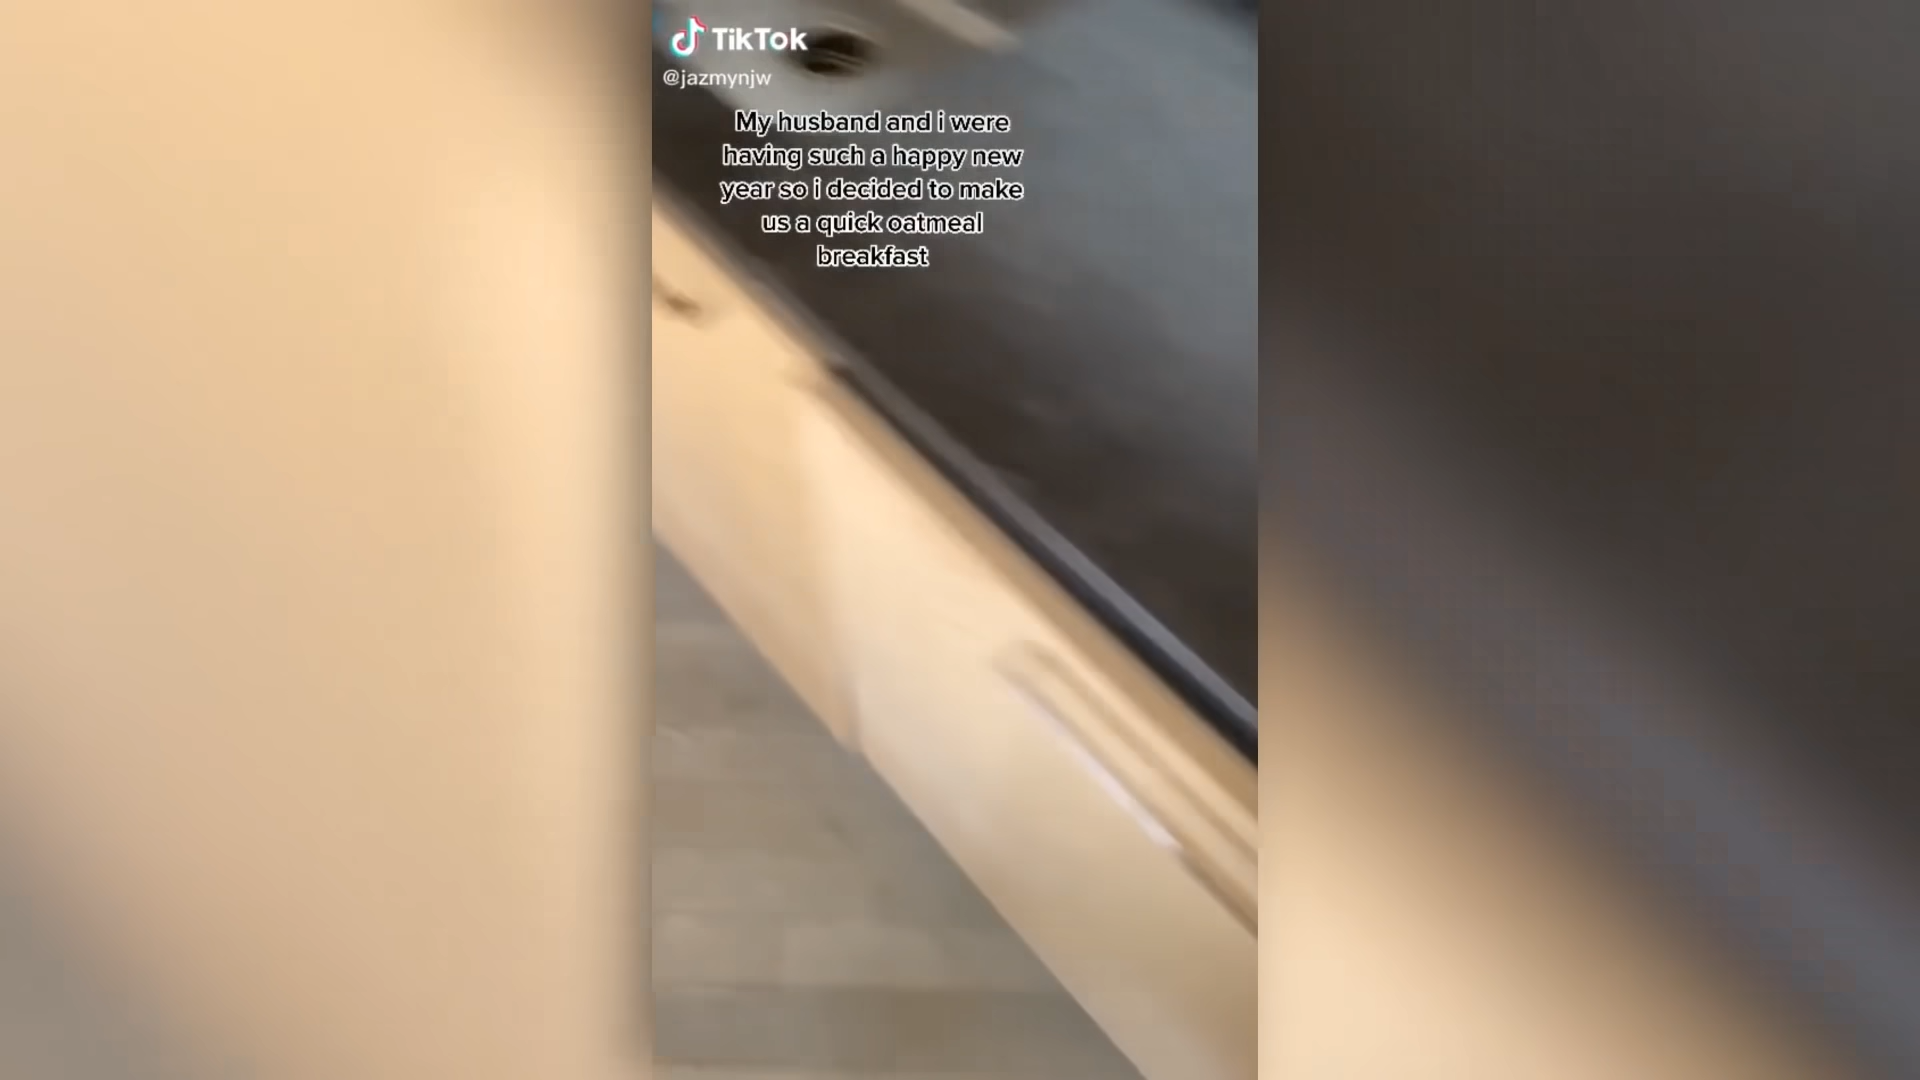 TikTok
@jazmynjw
My husband and i were
having such a happy new
year so i decided to make
us a quick oatmeal
breakfast